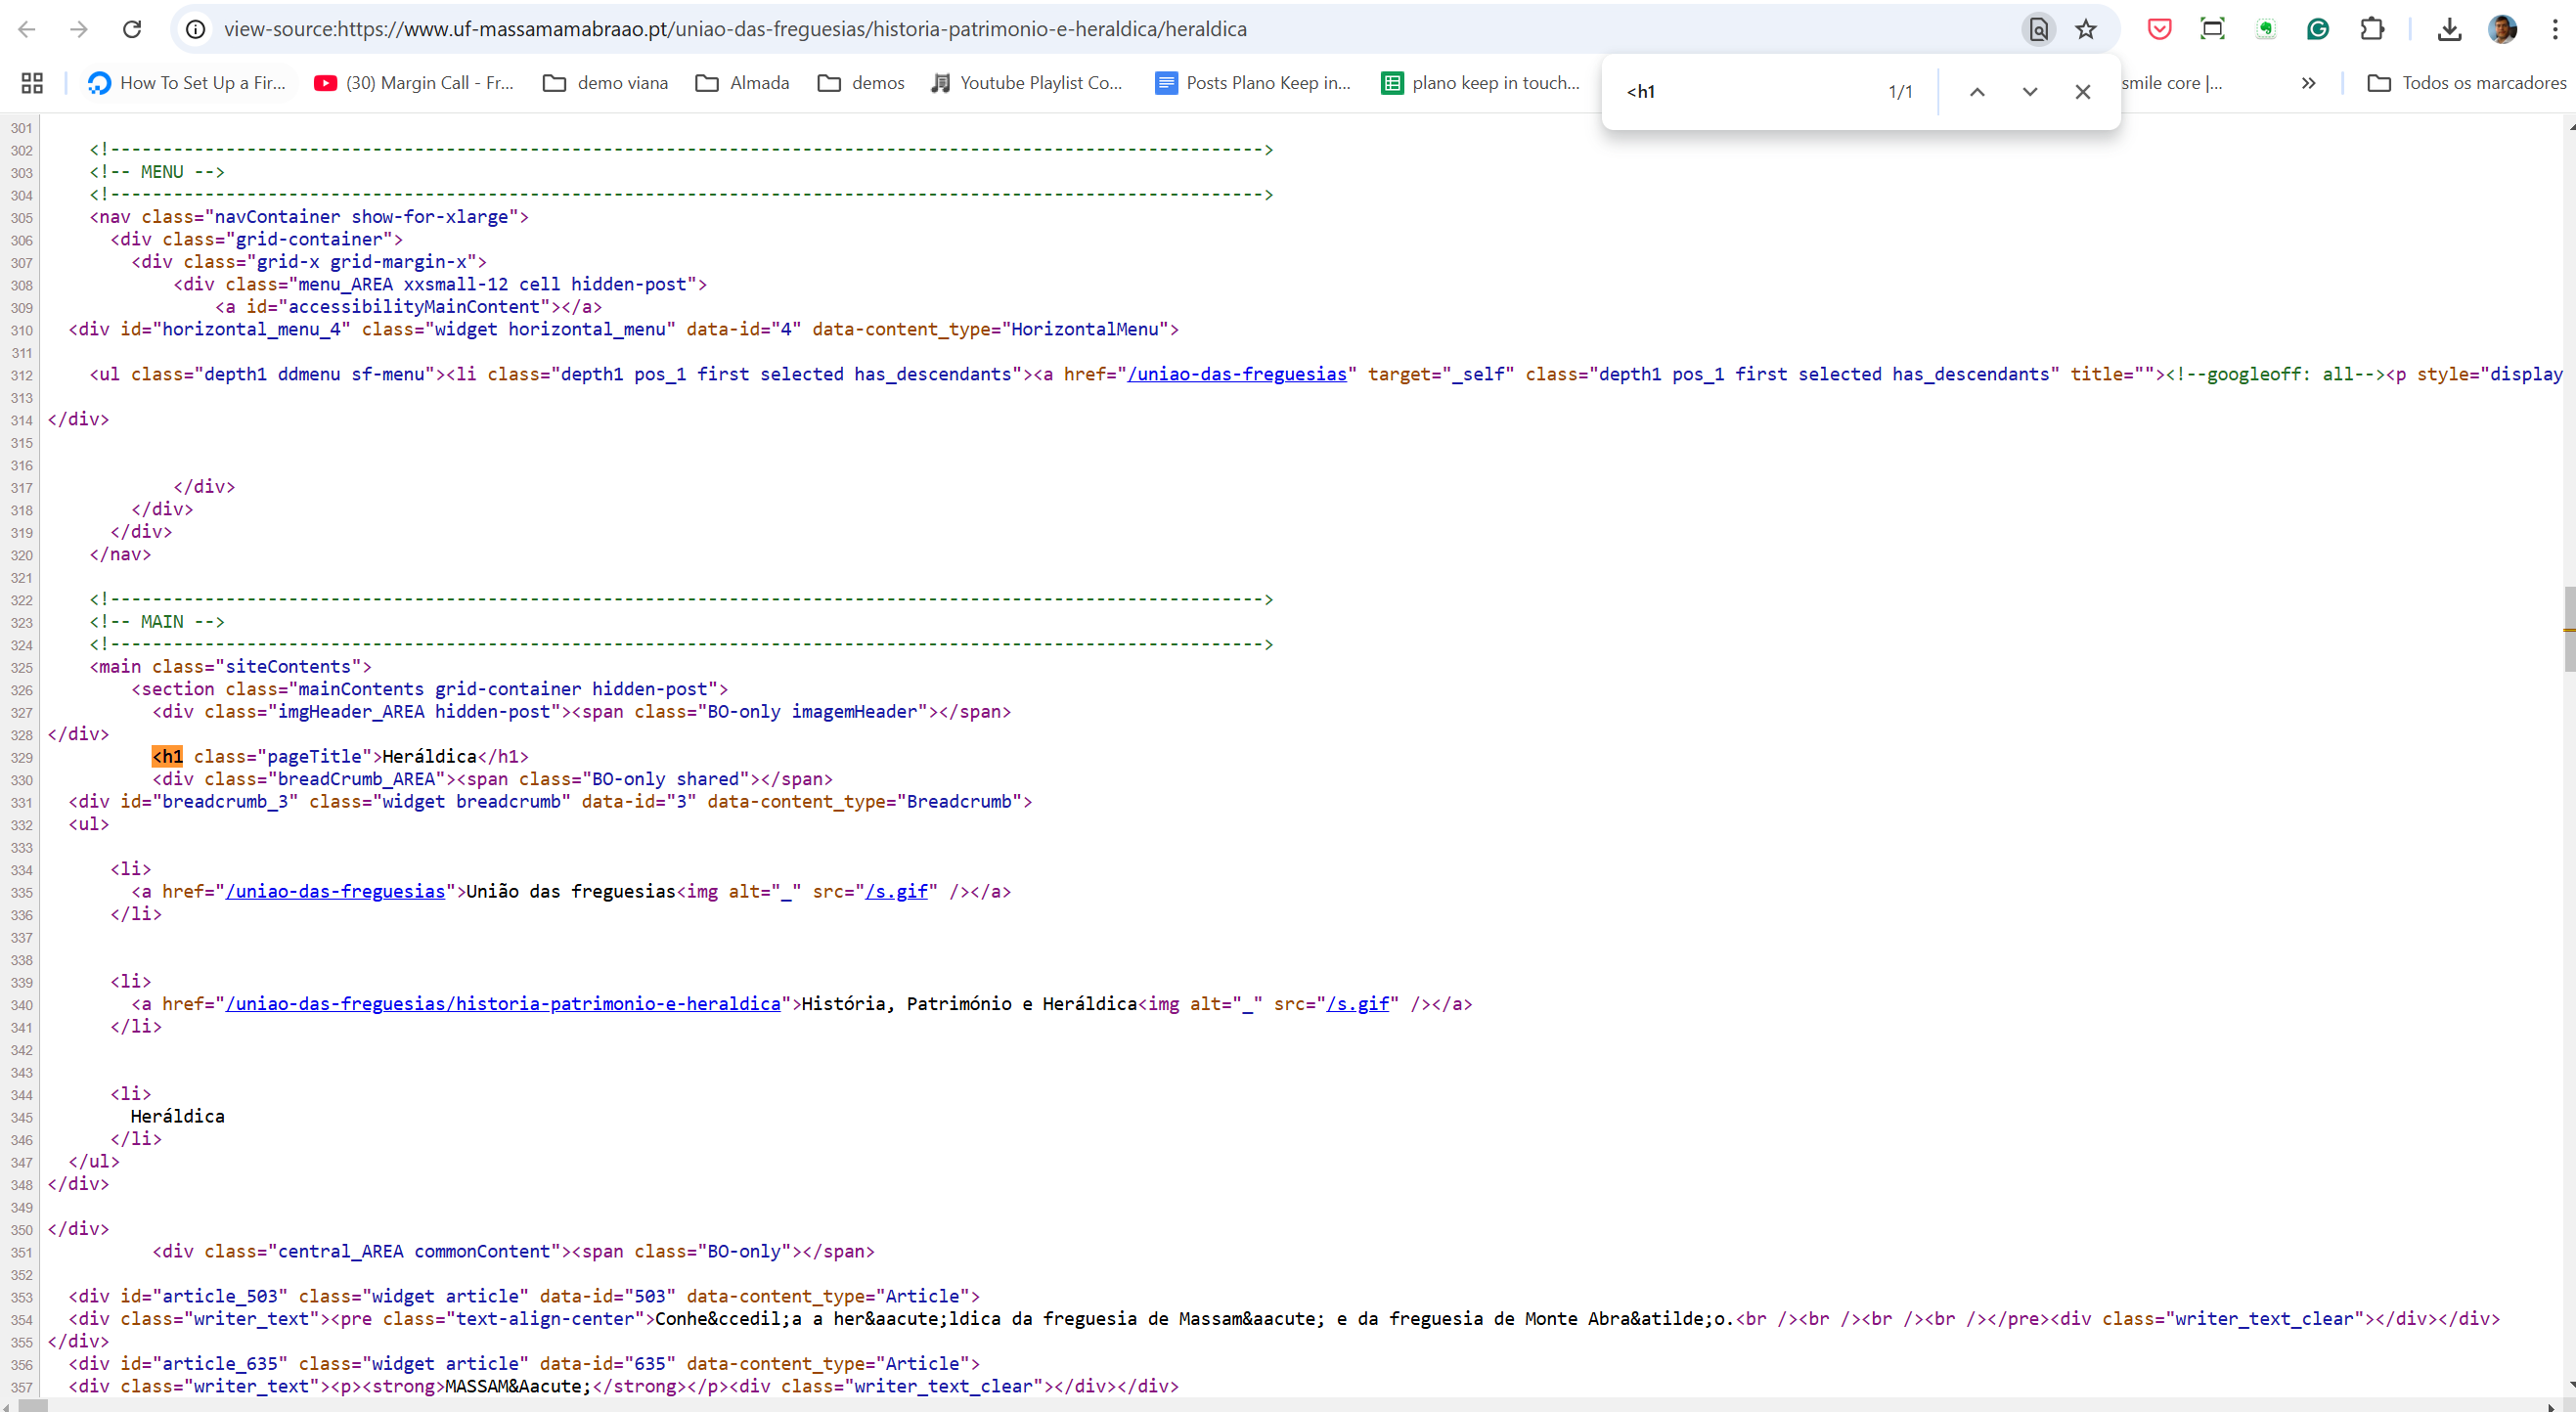 view-source:https://www.uf-massamamabraao.pt/uniao-das-freguesias/historia-patrimonio-e-heraldica/heraldica
How To Set Up a Fir... (30) Margin Call - Fr... demo viana Almada demos Youtube Playlist Co... Posts Plano Keep in... plano keep in touch... smile core |... » Todos os marcadores
<h1 1/1
301
302 <!-------------------------------------------------------------------------------------------------------------->
303 <!-- MENU -->
304 <!-------------------------------------------------------------------------------------------------------------->
305 <nav class="navContainer show-for-xlarge">
306 <div class="grid-container">
307 <div class="grid-x grid-margin-x">
308 <div class="menu_AREA xxsmall-12 cell hidden-post">
309 <a id="accessibilityMainContent"></a>
310 <div id="horizontal_menu_4" class="widget horizontal_menu" data-id="4" data-content_type="HorizontalMenu">
311
312 <ul class="depth1 ddmenu sf-menu"><li class="depth1 pos_1 first selected has_descendants"><a href="/uniao-das-freguesias" target="_self" class="depth1 pos_1 first selected has_descendants" title=""><!--googleoff: all--><p style="display
313
314 </div>
315
316
317 </div>
318 </div>
319 </div>
320 </nav>
321
322 <!-------------------------------------------------------------------------------------------------------------->
323 <!-- MAIN -->
324 <!-------------------------------------------------------------------------------------------------------------->
325 <main class="siteContents">
326 <section class="mainContents grid-container hidden-post">
327 <div class="imgHeader_AREA hidden-post"><span class="BO-only imagemHeader"></span>
328 </div>
329 <h1 class="pageTitle">Heráldica</h1>
330 <div class="breadCrumb_AREA"><span class="BO-only shared"></span>
331 <div id="breadcrumb_3" class="widget breadcrumb" data-id="3" data-content_type="Breadcrumb">
332 <ul>
333
334 <li>
335 <a href="/uniao-das-freguesias">União das freguesias<img alt="_" src="/s.gif" /></a>
336 </li>
337
338
339 <li>
340 <a href="/uniao-das-freguesias/historia-patrimonio-e-heraldica">História, Património e Heráldica<img alt="_" src="/s.gif" /></a>
341 </li>
342
343
344 <li>
345 Heráldica
346 </li>
347 </ul>
348 </div>
349
350 </div>
351 <div class="central_AREA commonContent"><span class="BO-only"></span>
352
353 <div id="article_503" class="widget article" data-id="503" data-content_type="Article">
354 <div class="writer_text"><pre class="text-align-center">Conhe&ccedil;a a her&aacute;ldica da freguesia de Massam&aacute; e da freguesia de Monte Abra&atilde;o.<br /><br /><br /><br /></pre><div class="writer_text_clear"></div></div>
355 </div>
356 <div id="article_635" class="widget article" data-id="635" data-content_type="Article">
357 <div class="writer_text"><p><strong>MASSAM&Aacute;</strong></p><div class="writer_text_clear"></div></div>